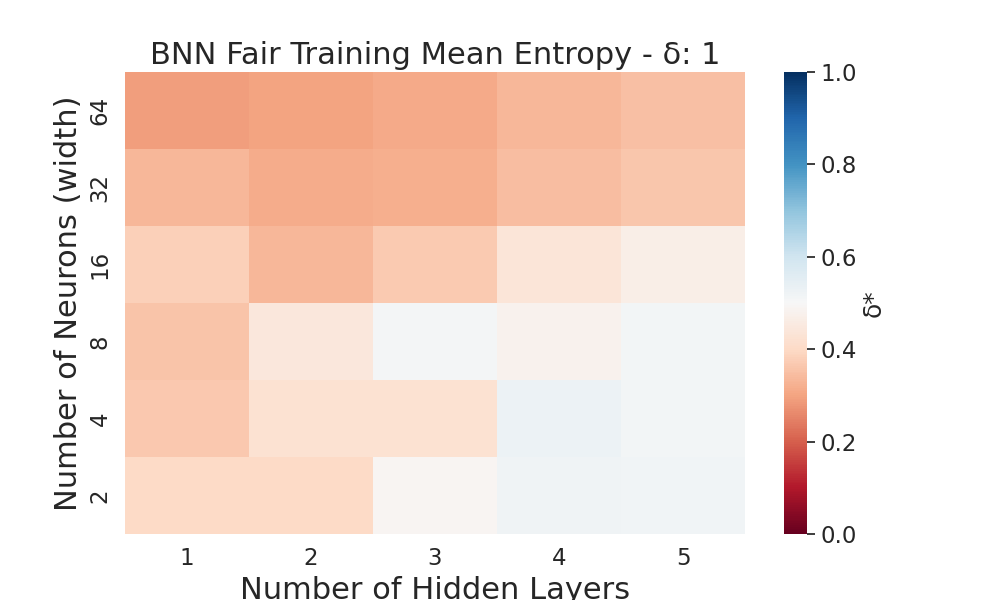 BNN Fair Training Mean Entropy - δ: 1
Number of Neurons (width)
64
32
16
8
4
2
1 2 3 4 5
Number of Hidden Layers
1.0
0.8
0.6
0.4
0.2
0.0
δ*